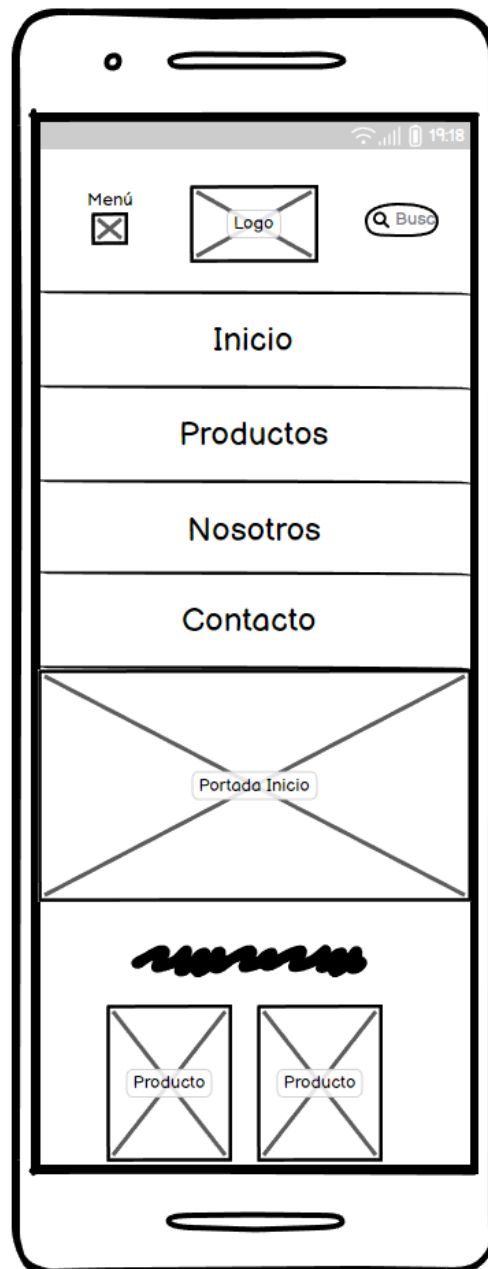 19:18
Menú
Logo
Busc
Inicio
Productos
Nosotros
Contacto
Portada Inicio
Producto Producto